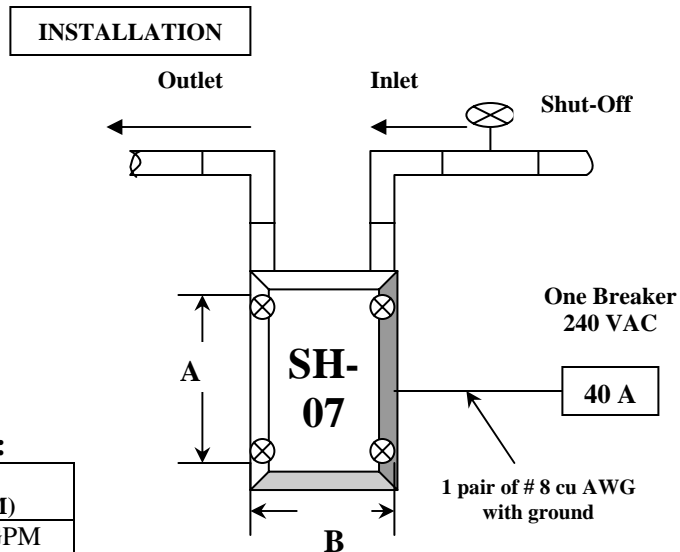 INSTALLATION
Outlet
Inlet
Shut-Off
One Breaker
240 VAC
A
SH-
07
40 A
:
)
GPM
1 pair of # 8 cu AWG
with ground
B